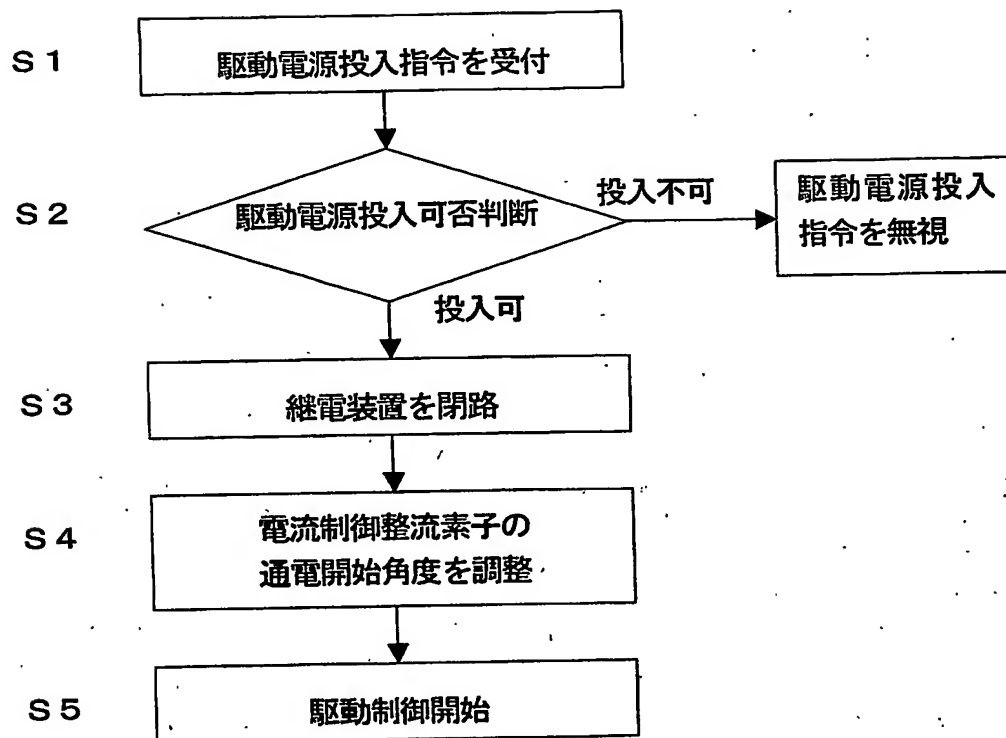 S1
駆動電源投入指令を受付
S2
駆動電源投入可否判断
投入不可
駆動電源投入
指令を無視
投入可
S3
継電装置を閉路
S4
電流制御整流素子の
通電開始角度を調整
S5
駆動制御開始